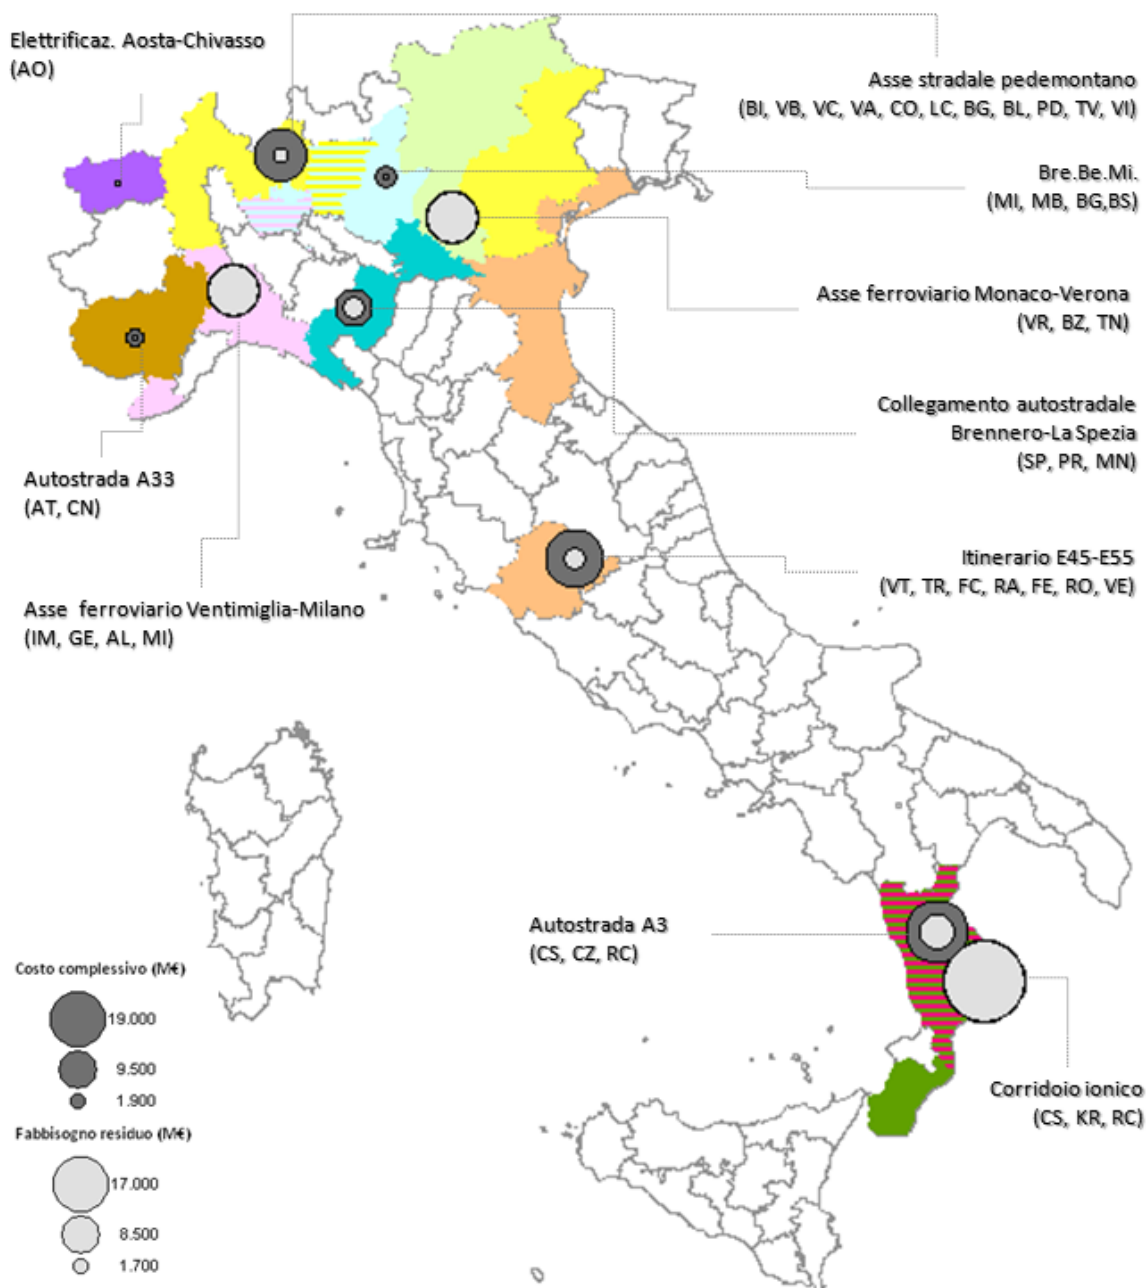 Elettrificaz. Aosta-Chivasso
(AO)
Asse stradale pedemontano
(BI, VB, VC, VA, CO, LC, BG, BL, PD, TV, VI)
Bre.Be.Mi.
(MI, MB, BG,BS)
Asse ferroviario Monaco-Verona
(VR, BZ, TN)
Collegamento autostradale
Brennero-La Spezia
(SP, PR, MN)
Autostrada A33
(AT, CN)
Itinerario E45-E55
(VT, TR, FC, RA, FE, RO, VE)
Asse ferroviario Ventimiglia-Milano
(IM, GE, AL, MI)
Autostrada A3
(CS, CZ, RC)
Corridoio ionico
(CS, KR, RC)
Costo complessivo (M€)
19.000
9.500
1.900
Fabbisogno residuo (M€)
17.000
8.500
1.700